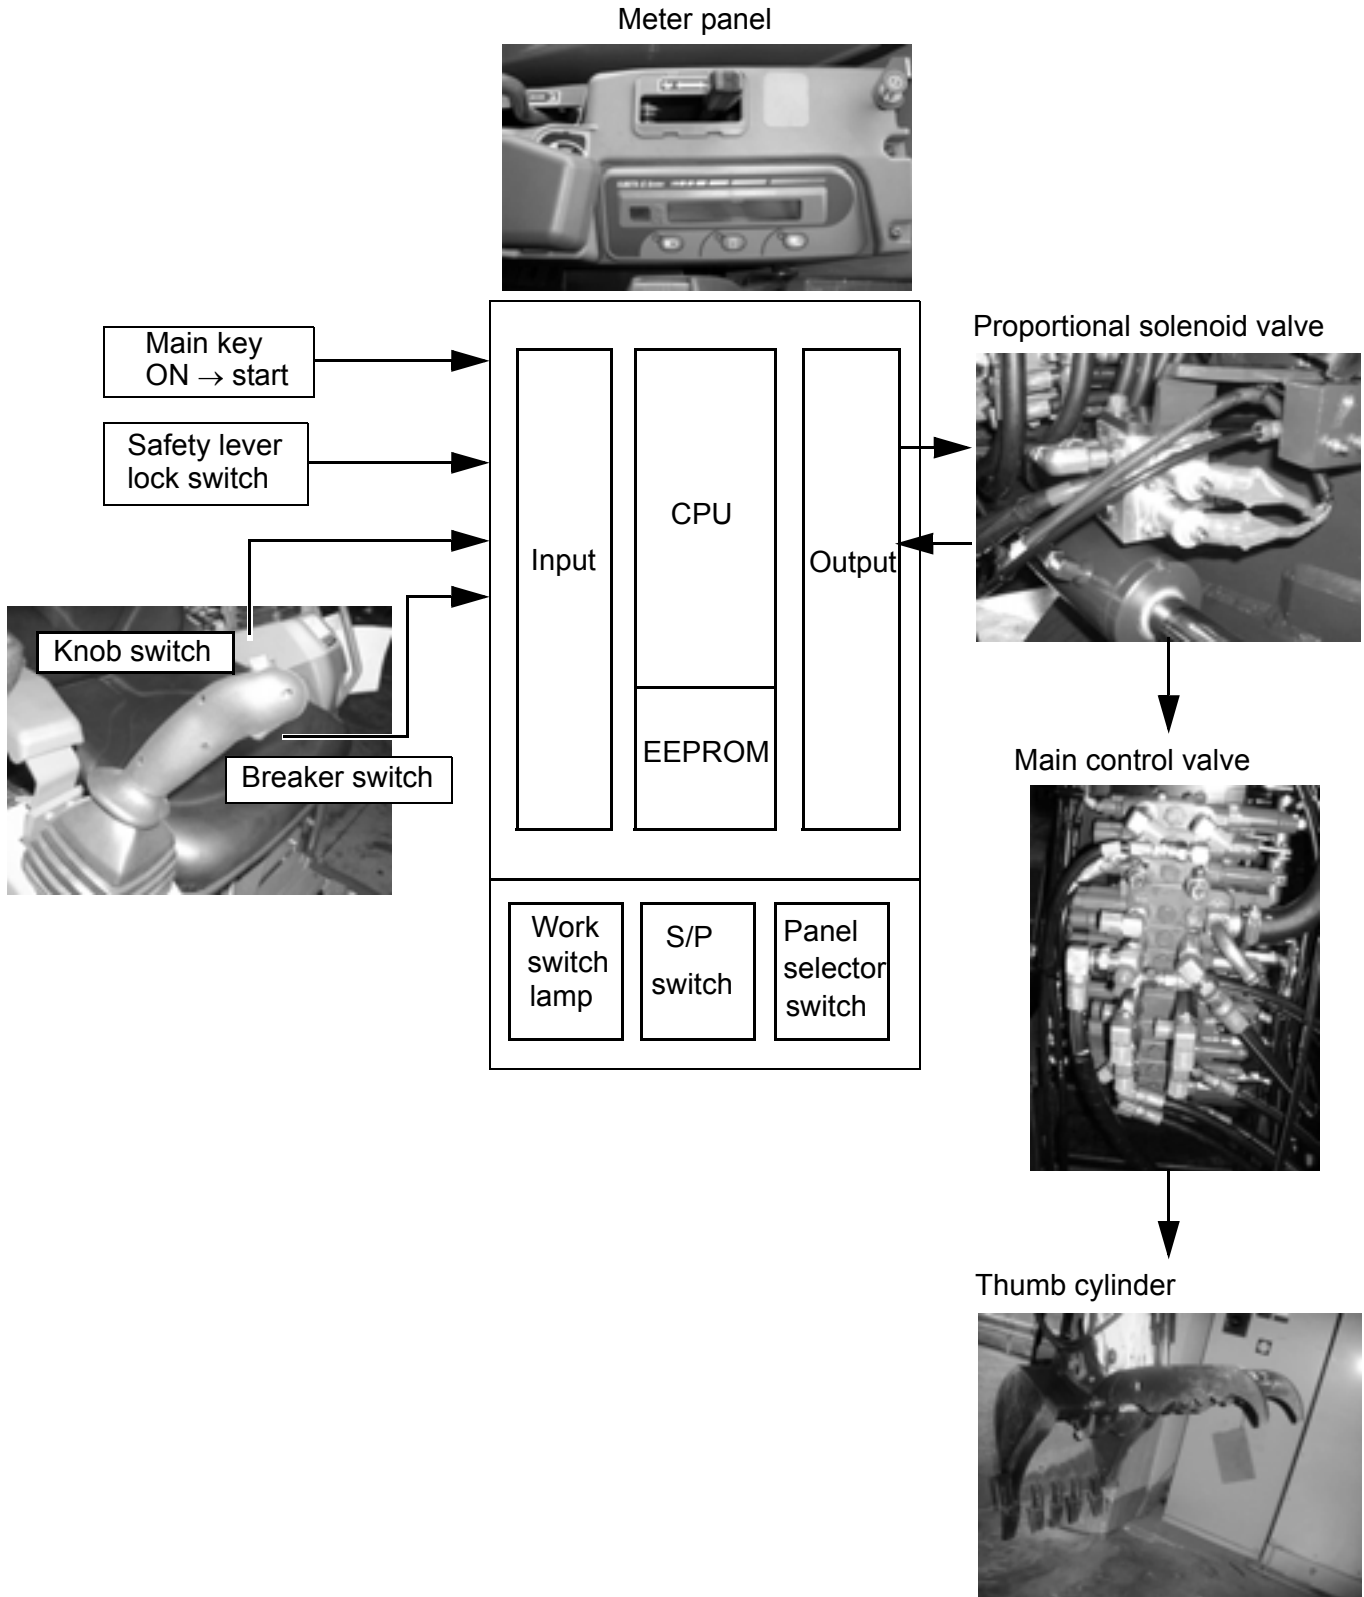 Meter panel
Main key
ON → start
Safety lever
lock switch
Knob switch
Breaker switch
Input
CPU
EEPROM
Output
Work
switch
lamp
S/P
switch
Panel
selector
switch
Proportional solenoid valve
Main control valve
Thumb cylinder